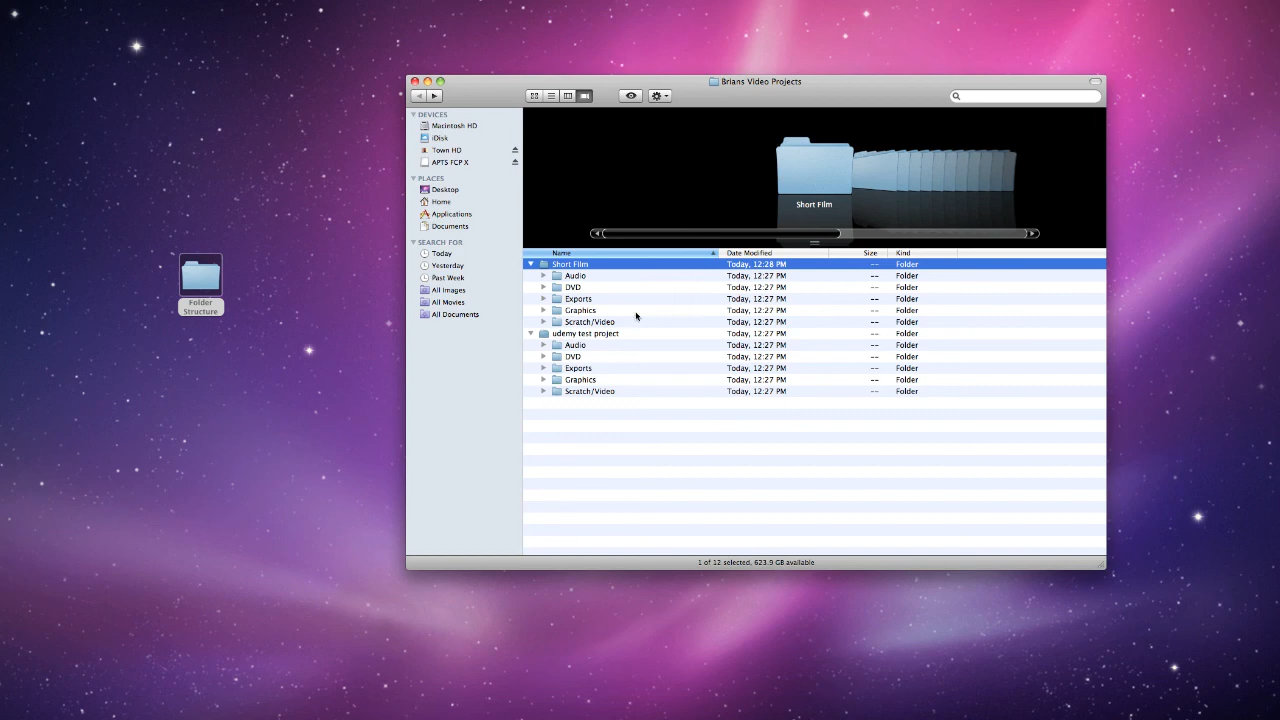 Brians Video Projects
DEVICES
Macintosh HD
iDisk
Town HD
APTS FCP X
PLACES
Desktop
Home
Applications
Documents
SEARCH FOR
Today
Yesterday
Past Week
All Images
All Movies
All Documents
Short Film
Name Date Modified Size Kind
Short Film Today, 12:28 PM -- Folder
Audio Today, 12:27 PM -- Folder
DVD Today, 12:27 PM -- Folder
Exports Today, 12:27 PM -- Folder
Graphics Today, 12:27 PM -- Folder
Scratch/Video Today, 12:27 PM -- Folder
udemy test project Today, 12:27 PM -- Folder
Audio Today, 12:27 PM -- Folder
DVD Today, 12:27 PM -- Folder
Exports Today, 12:27 PM -- Folder
Graphics Today, 12:27 PM -- Folder
Scratch/Video Today, 12:27 PM -- Folder
1 of 12 selected, 623.9 GB available
Folder
Structure